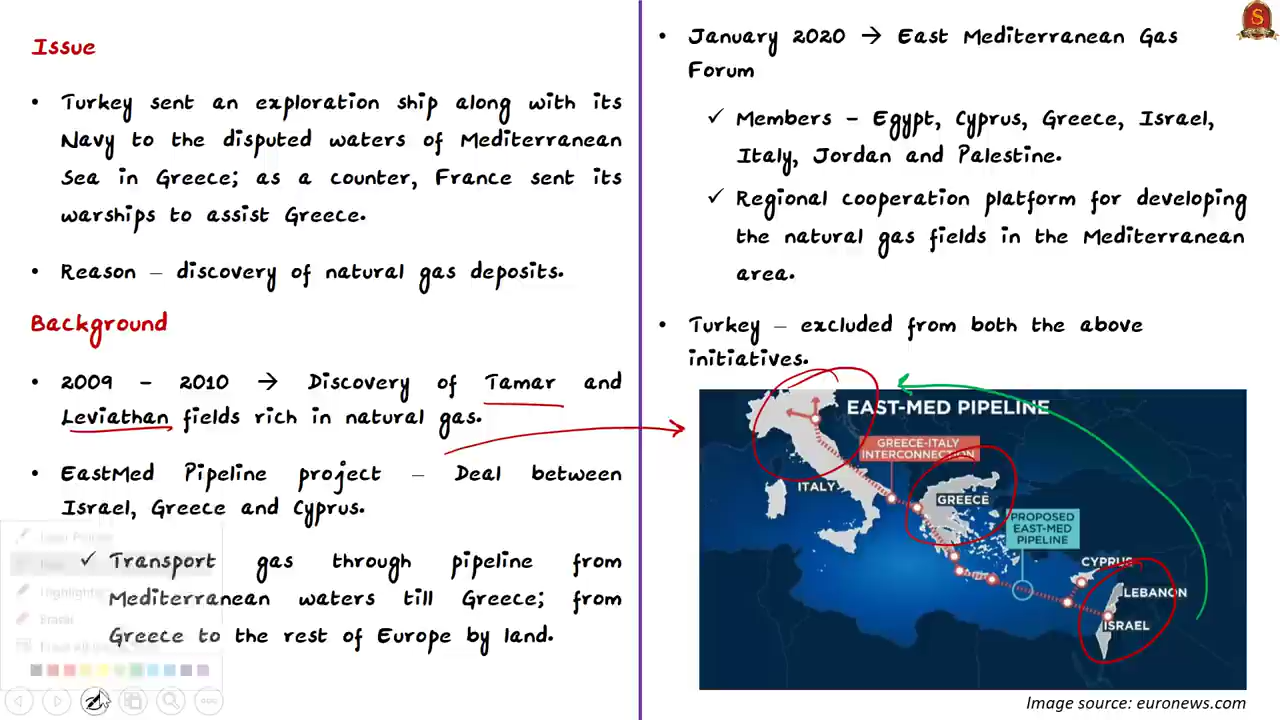 Issue
• Turkey sent an exploration ship along with its
Navy to the disputed waters of Mediterranean
Sea in Greece; as a counter, France sent its
warships to assist Greece.
• Reason – discovery of natural gas deposits.
Background
• 2009 - 2010 → Discovery of Tamar and
Leviathan fields rich in natural gas.
• EastMed Pipeline project – Deal between
Israel, Greece and Cyprus.
✓ Transport gas through pipeline from
Mediterranean waters till Greece; from
Greece to the rest of Europe by land.
Laser Pointer
Pen
Highlighter
Eraser
• January 2020 → East Mediterranean Gas
Forum
✓ Members - Egypt, Cyprus, Greece, Israel,
Italy, Jordan and Palestine.
✓ Regional cooperation platform for developing
the natural gas fields in the Mediterranean
area.
• Turkey – excluded from both the above
initiatives.
EAST-MED PIPELINE
GREECE-ITALY
INTERCONNECTION
ITALY
GREECE
PROPOSED
EAST-MED
PIPELINE
CYPRUS
LEBANON
ISRAEL
Image source: euronews.com
S